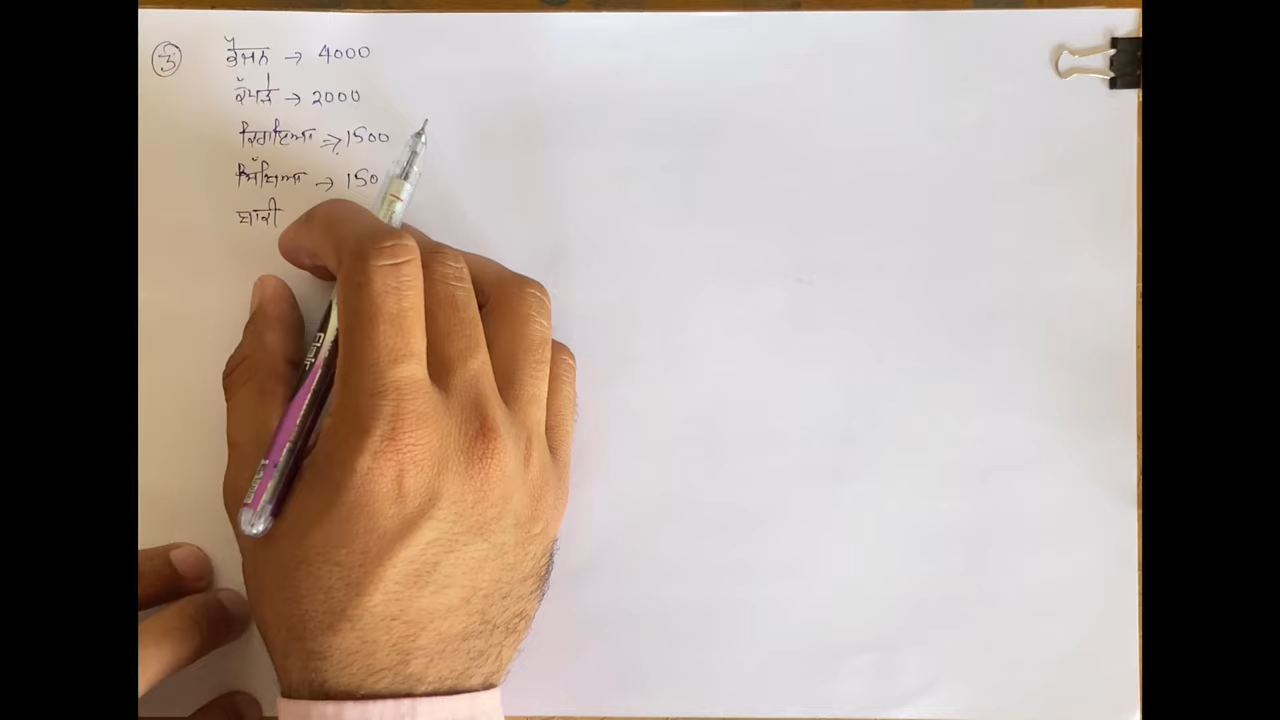 ③ ਭੋਜਨ → 4000
ਕੱਪੜੇ → 2000
ਕਿਰਾਇਆ → 1500
ਸਿੱਖਿਆ → 150
ਬਾਕੀ